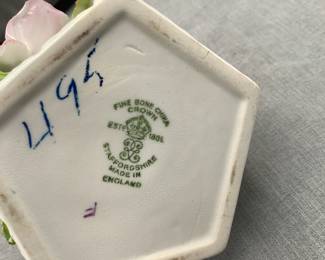 495
FINE BONE CHINA
CROWN
ESTD 1801
STAFFORDSHIRE
MADE IN
ENGLAND